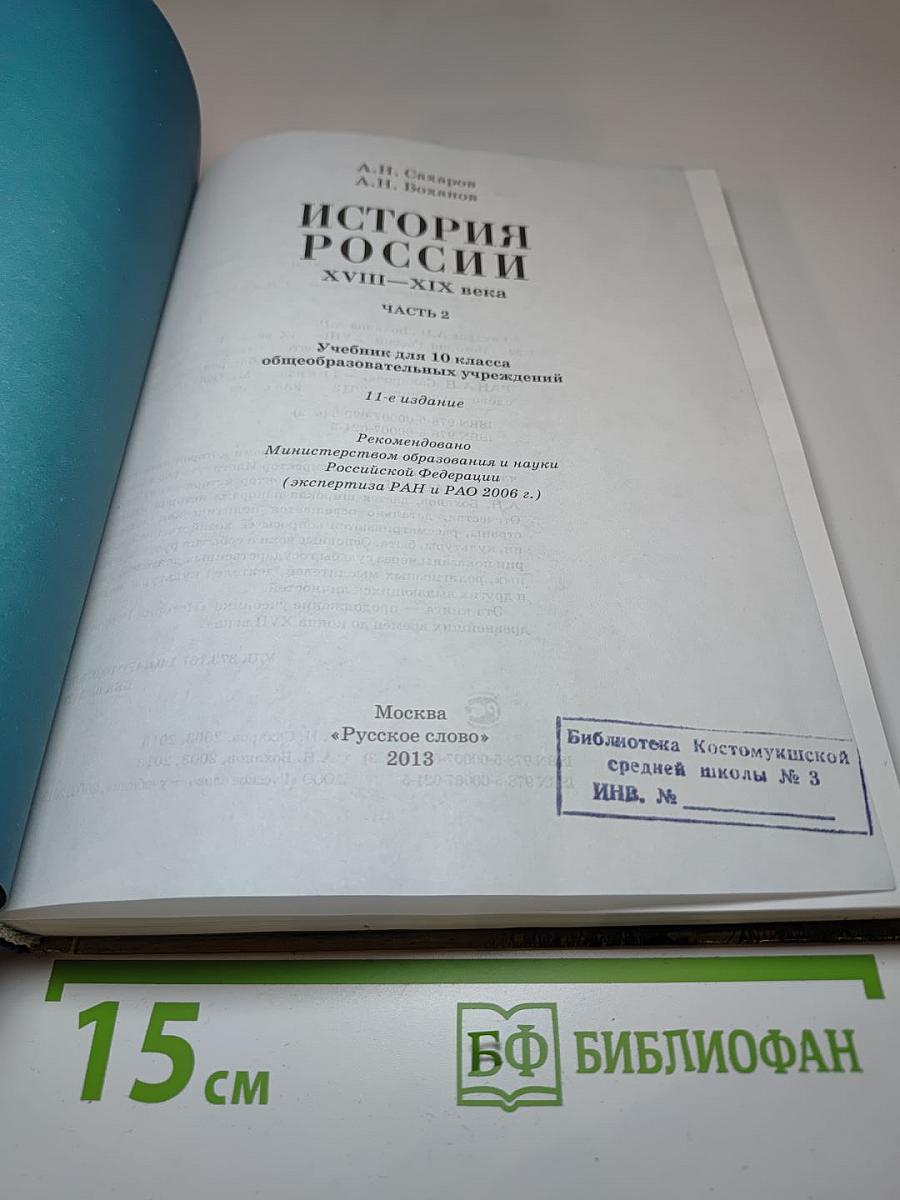 А.Н. Сахаров
А.Н. Боханов
ИСТОРИЯ
РОССИИ
XVIII—XIX века
ЧАСТЬ 2
Учебник для 10 класса
общеобразовательных учреждений
11-е издание
Рекомендовано
Министерством образования и науки
Российской Федерации
(экспертиза РАН и РАО 2006 г.)
Москва
«Русское слово»
2013
Библиотека Костомукшской
средней школы № 3
ИНВ. №
15 см
БФ БИБЛИОФАН